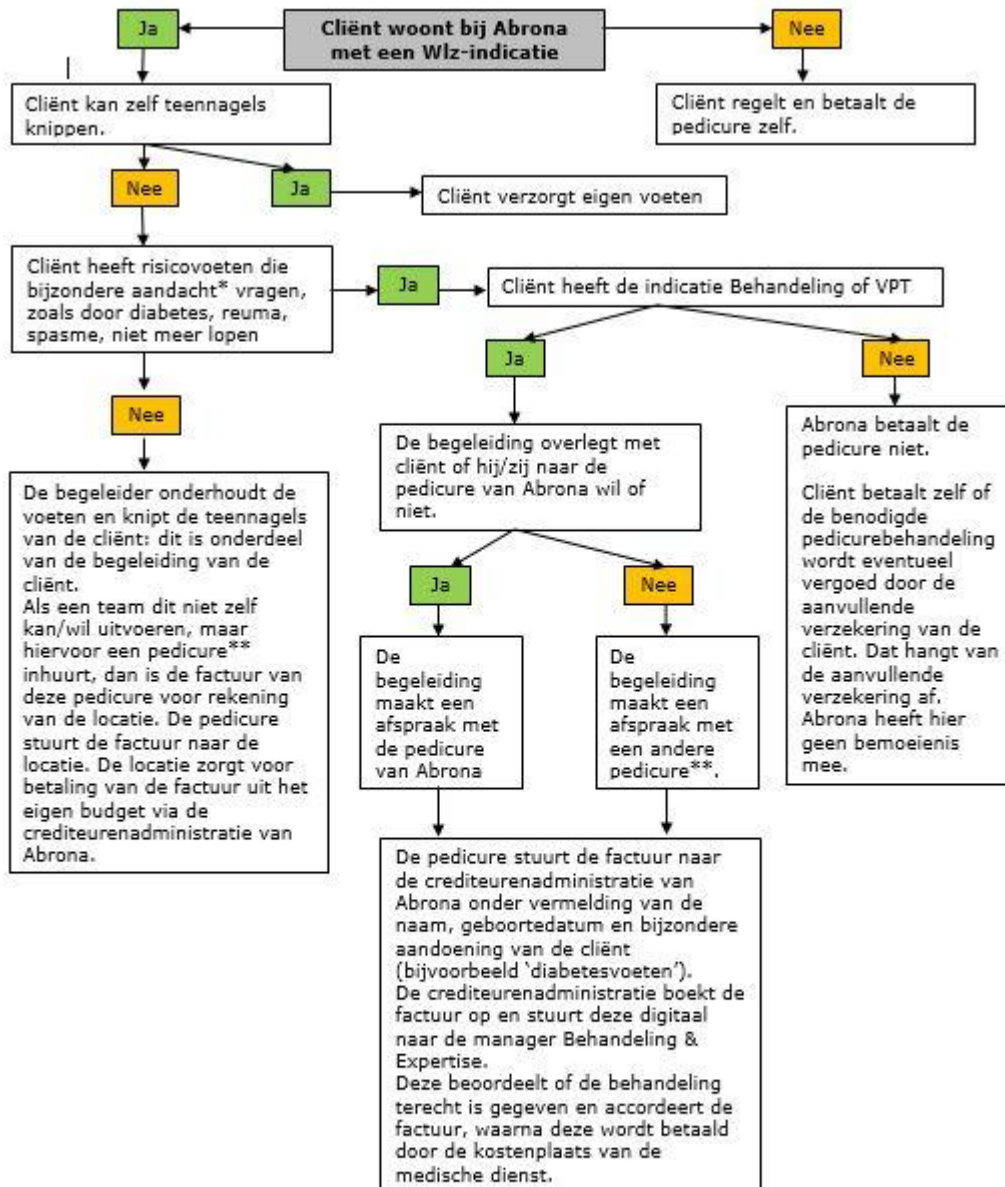 Ja
Cliënt woont bij Abrona
met een Wlz-indicatie
Nee
Cliënt kan zelf teennagels
knippen.
Cliënt regelt en betaalt de
pedicure zelf.
Nee
Ja
Cliënt verzorgt eigen voeten
Cliënt heeft risicovoeten die
bijzondere aandacht* vragen,
zoals door diabetes, reuma,
spasme, niet meer lopen
Ja
Cliënt heeft de indicatie Behandeling of VPT
Nee
Ja
Nee
De begeleider onderhoudt de
voeten en knipt de teennagels
van de cliënt: dit is onderdeel
van de begeleiding van de
cliënt.
Als een team dit niet zelf
kan/wil uitvoeren, maar
hiervoor een pedicure**
inhuurt, dan is de factuur van
deze pedicure voor rekening
van de locatie. De pedicure
stuurt de factuur naar de
locatie. De locatie zorgt voor
betaling van de factuur uit het
eigen budget via de
crediteurenadministratie van
Abrona.
De begeleiding overlegt met
cliënt of hij/zij naar de
pedicure van Abrona wil of
niet.
Abrona betaalt de
pedicure niet.
Cliënt betaalt zelf of
de benodigde
pedicurebehandeling
wordt eventueel
vergoed door de
aanvullende
verzekering van de
cliënt. Dat hangt van
de aanvullende
verzekering af.
Abrona heeft hier
geen bemoeienis
mee.
Ja
Nee
De
begeleiding
maakt een
afspraak met
de pedicure
van Abrona
De
begeleiding
maakt een
afspraak met
een andere
pedicure**.
De pedicure stuurt de factuur naar
de crediteurenadministratie van
Abrona onder vermelding van de
naam, geboortedatum en bijzondere
aandoening van de cliënt
(bijvoorbeeld ‘diabetesvoeten’).
De crediteurenadministratie boekt de
factuur op en stuurt deze digitaal
naar de manager Behandeling &
Expertise.
Deze beoordeelt of de behandeling
terecht is gegeven en accordeert de
factuur, waarna deze wordt betaald
door de kostenplaats van de
medische dienst.